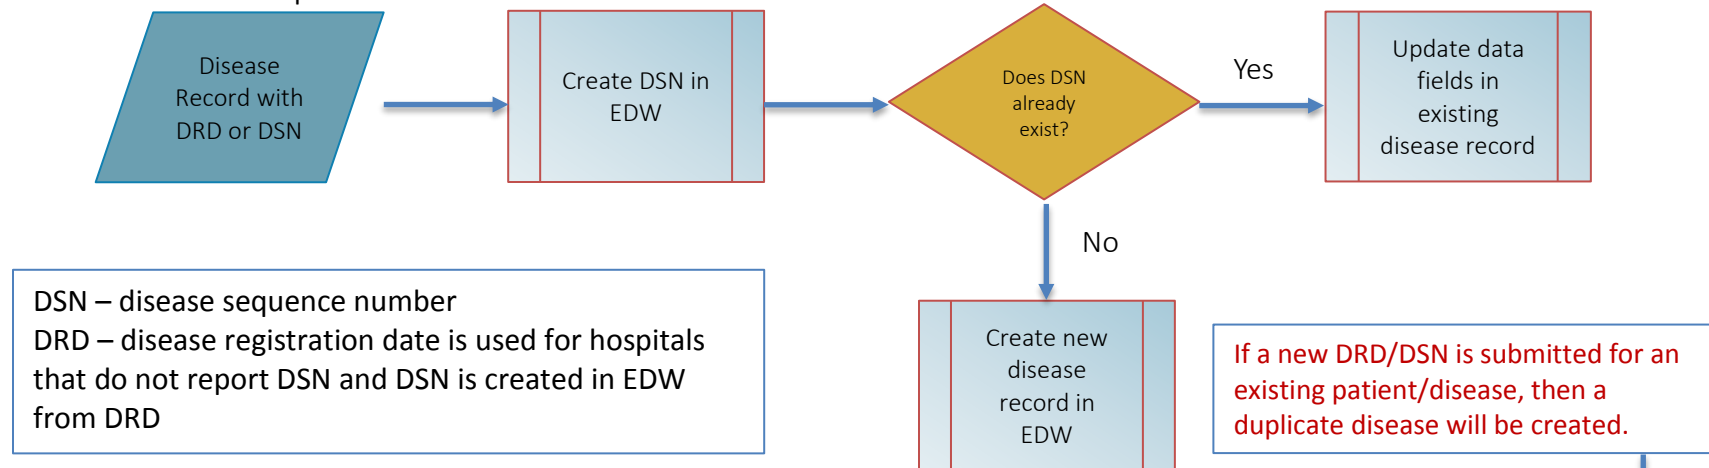 Disease
Record with
DRD or DSN
Create DSN in
EDW
Does DSN
already
exist?
Yes
Update data
fields in
existing
disease record
No
DSN – disease sequence number
DRD – disease registration date is used for hospitals
that do not report DSN and DSN is created in EDW
from DRD
Create new
disease
record in
EDW
If a new DRD/DSN is submitted for an
existing patient/disease, then a
duplicate disease will be created.